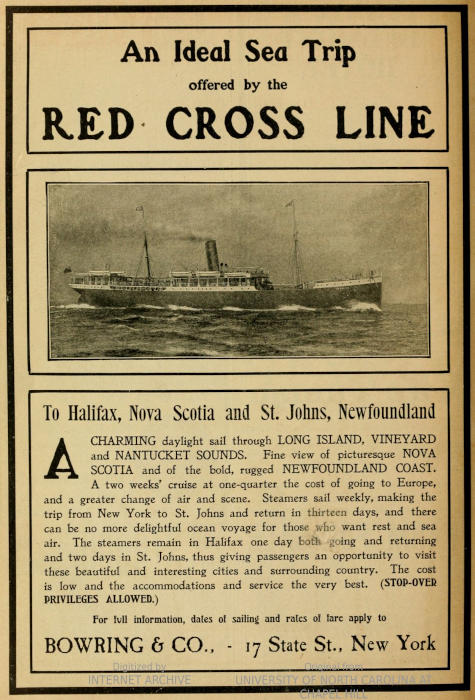 An Ideal Sea Trip
offered by the
RED CROSS LINE
To Halifax, Nova Scotia and St. Johns, Newfoundland
A CHARMING daylight sail through LONG ISLAND, VINEYARD
and NANTUCKET SOUNDS. Fine view of picturesque NOVA
SCOTIA and of the bold, rugged NEWFOUNDLAND COAST.
A two weeks' cruise at one-quarter the cost of going to Europe,
and a greater change of air and scene. Steamers sail weekly, making the
trip from New York to St. Johns and return in thirteen days, and there
can be no more delightful ocean voyage for those who want rest and sea
air. The steamers remain in Halifax one day both going and returning
and two days in St. Johns, thus giving passengers an opportunity to visit
these beautiful and interesting cities and surrounding country. The cost
is low and the accommodations and service the very best. (STOP-OVER
PRIVILEGES ALLOWED.)
For full information, dates of sailing and rates of fare apply to
BOWRING & CO., - 17 State St., New York
Digitized by
INTERNET ARCHIVE
Original from
UNIVERSITY OF NORTH CAROLINA AT
CHAPEL HILL